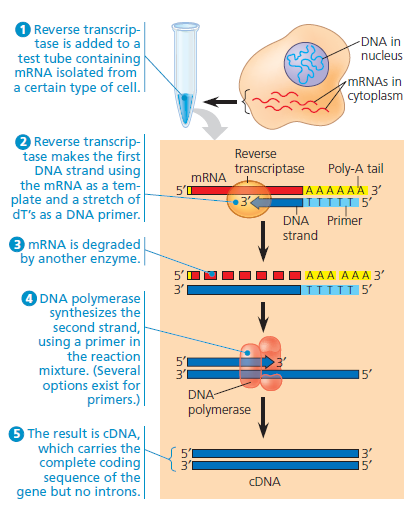 1 Reverse transcrip-
tase is added to a
test tube containing
mRNA isolated from
a certain type of cell.
DNA in
nucleus
mRNAs in
cytoplasm
2 Reverse transcrip-
tase makes the first
DNA strand using
the mRNA as a tem-
plate and a stretch of
dT's as a DNA primer.
Reverse
transcriptase
Poly-A tail
mRNA
5' A A A A A A 3'
3' T T T T T 5'
DNA
strand
Primer
3 mRNA is degraded
by another enzyme.
5' A A A A A A 3'
3' T T T T T 5'
4 DNA polymerase
synthesizes the
second strand,
using a primer in
the reaction
mixture. (Several
options exist for
primers.)
5' 3'
3' 5'
DNA
polymerase
5 The result is cDNA,
which carries the
complete coding
sequence of the
gene but no introns.
5' 3'
3' 5'
cDNA